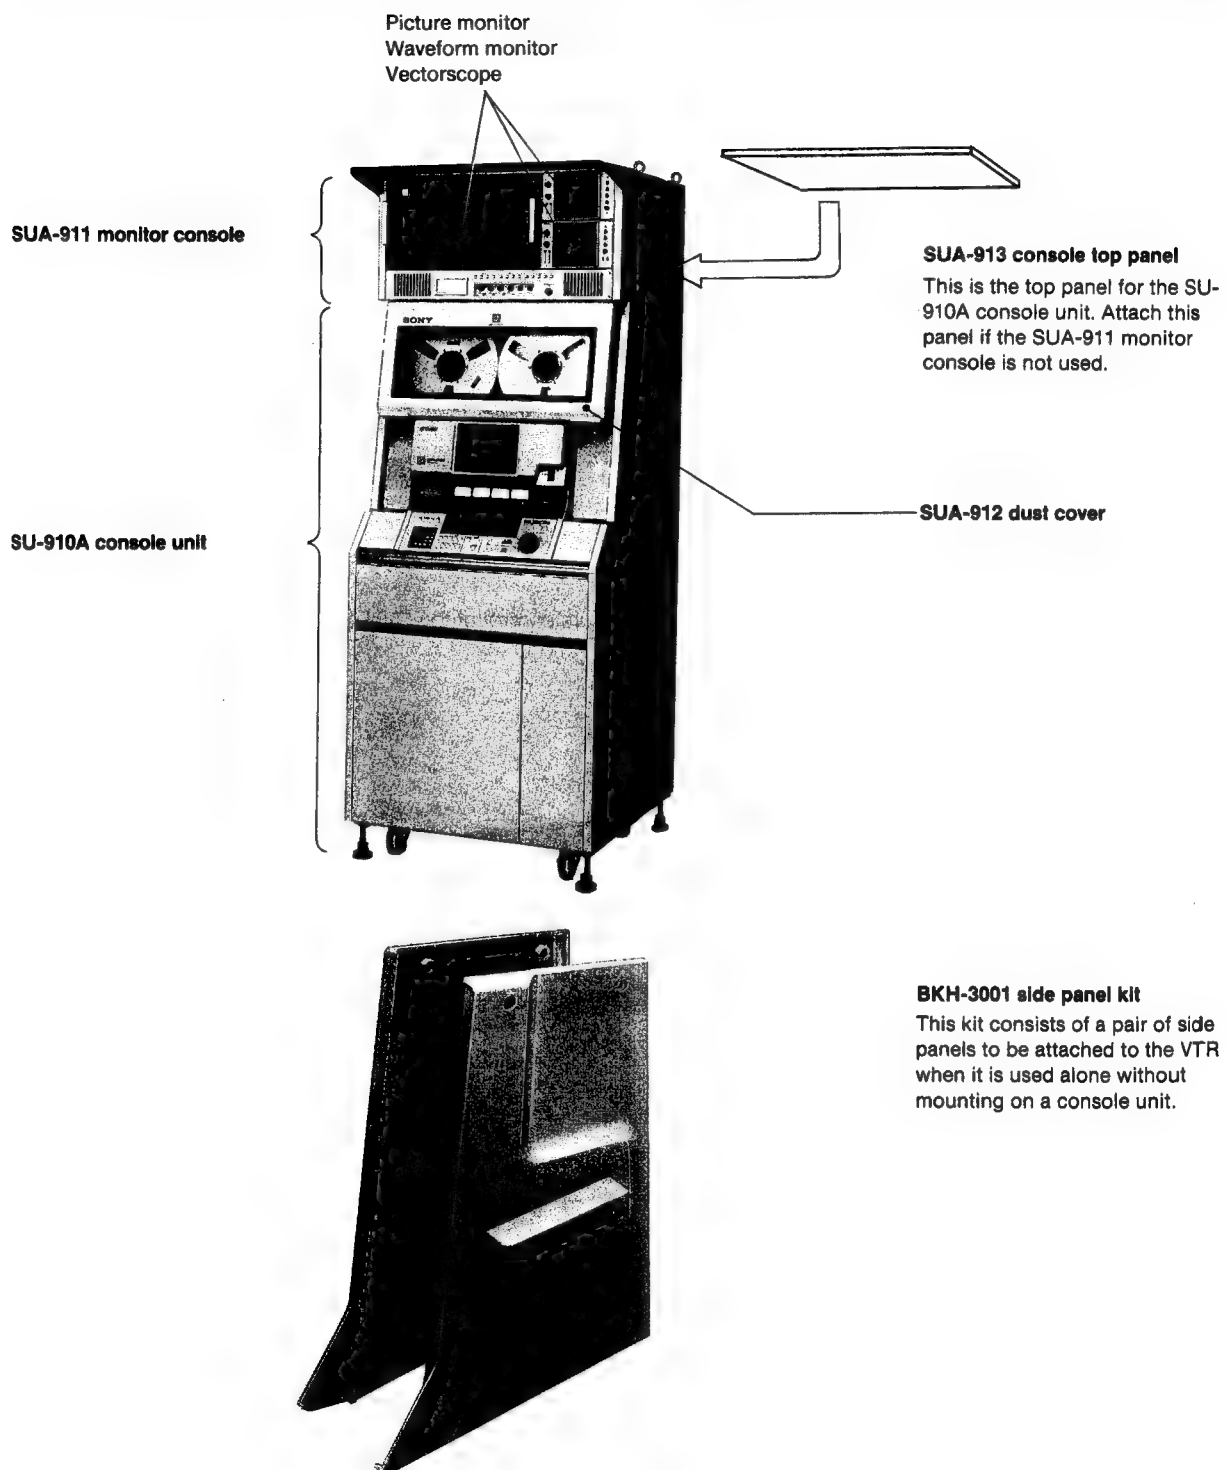 Picture monitor
Waveform monitor
Vectorscope
SUA-911 monitor console
SUA-913 console top panel
This is the top panel for the SU-
910A console unit. Attach this
panel if the SUA-911 monitor
console is not used.
SONY
SUA-912 dust cover
SU-910A console unit
BKH-3001 side panel kit
This kit consists of a pair of side
panels to be attached to the VTR
when it is used alone without
mounting on a console unit.